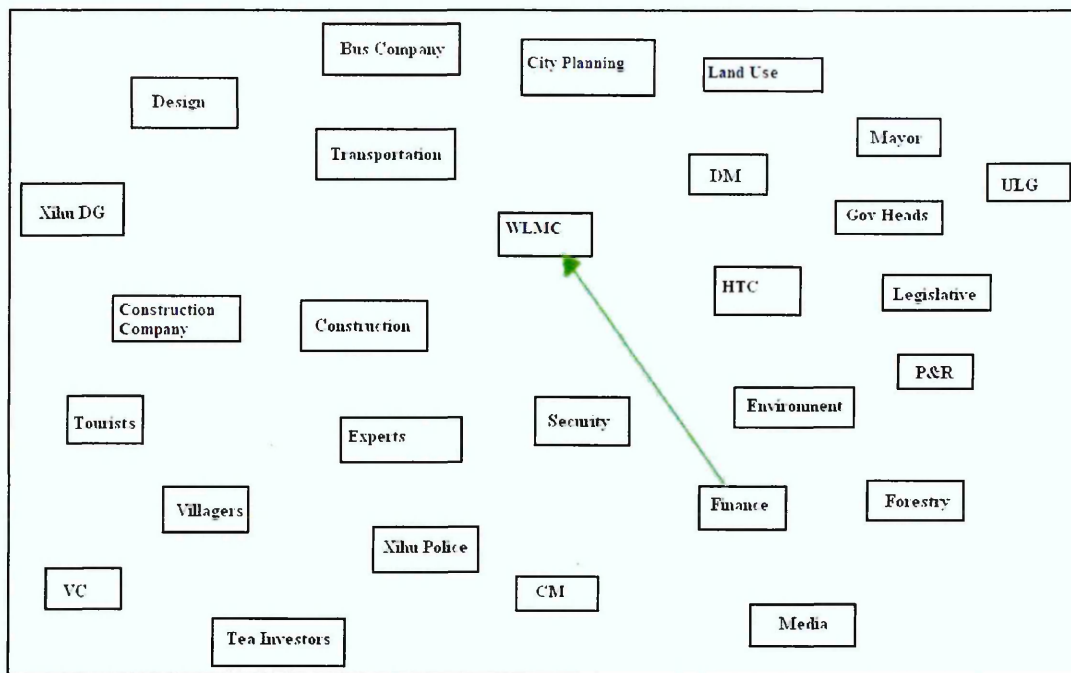 Bus Company
City Planning
Land Use
Design
Mayor
Transportation
DM
ULG
Xihu DG
Gov Heads
WLMC
HTC
Legislative
Construction
Company
Construction
P&R
Environment
Tourists
Security
Experts
Finance
Forestry
Villagers
Xihu Police
VC
CM
Media
Tea Investors